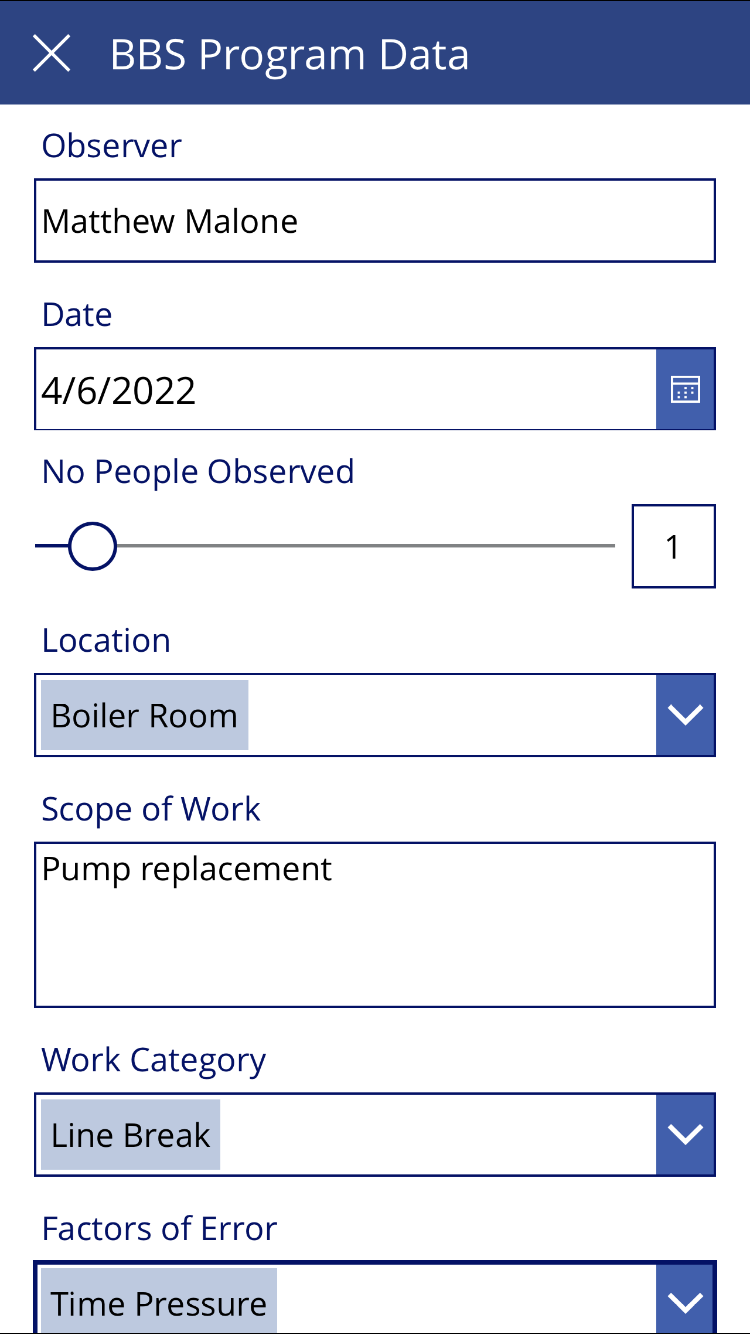 BBS Program Data
Observer
Matthew Malone
Date
4/6/2022
No People Observed
1
Location
Boiler Room
Scope of Work
Pump replacement
Work Category
Line Break
Factors of Error
Time Pressure